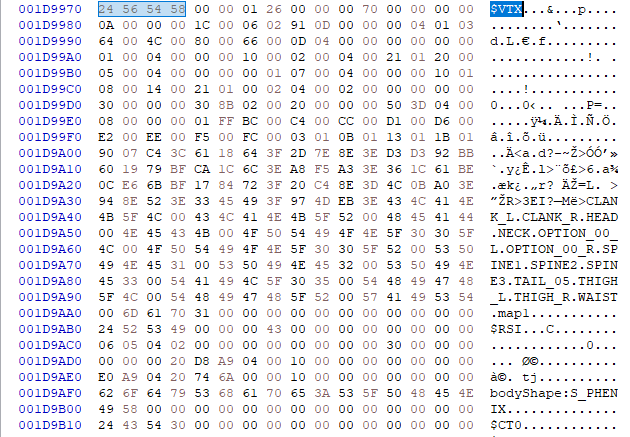 001D9970 24 56 54 58 00 00 01 26 00 00 00 70 00 00 00 00 $VTX...&...p....
001D9980 0A 00 00 00 1C 00 06 02 91 0D 00 00 00 04 01 03 ........‘.......
001D9990 64 00 4C 00 80 00 66 00 0D 04 00 00 00 00 00 00 d.L.€.f.........
001D99A0 01 00 04 00 00 00 10 00 02 00 04 00 21 01 20 00 ............!. .
001D99B0 05 00 04 00 00 00 01 07 00 04 00 00 00 00 10 01 ................
001D99C0 08 00 14 00 21 01 00 02 04 00 02 00 00 00 00 00 ....!...........
001D99D0 30 00 00 00 30 8B 02 00 20 00 00 00 50 3D 04 00 0...0‹.. ...P=..
001D99E0 08 00 00 00 01 FF BC 00 C4 00 CC 00 D1 00 D6 00 .....ÿ¼.Ä.Ì.Ñ.Ö.
001D99F0 E2 00 EE 00 F5 00 FC 00 03 01 0B 01 13 01 1B 01 â.î.õ.ü.........
001D9A00 90 07 C4 3C 61 18 64 3F 2D 7E 8E 3E D3 D3 92 BB ..Ä<a.d?-~Ž>ÓÓ’»
001D9A10 60 19 79 BF CA 1C 6C 3E A8 F5 A3 3E 36 1C 61 BE `.y¿Ê.l>¨õ£>6.a¾
001D9A20 0C E6 6B BF 17 84 72 3F 20 C4 8E 3D 4C 0B A0 3E .æk¿.„r? ÄŽ=L. >
001D9A30 94 8E 52 3E 33 45 49 3F 97 4D EB 3E 43 4C 41 4E ”ŽR>3EI?—Më>CLAN
001D9A40 4B 5F 4C 00 43 4C 41 4E 4B 5F 52 00 48 45 41 44 K_L.CLANK_R.HEAD
001D9A50 00 4E 45 43 4B 00 4F 50 54 49 4F 4E 5F 30 30 5F .NECK.OPTION_00_
001D9A60 4C 00 4F 50 54 49 4F 4E 5F 30 30 5F 52 00 53 50 L.OPTION_00_R.SP
001D9A70 49 4E 45 31 00 53 50 49 4E 45 32 00 53 50 49 4E INE1.SPINE2.SPIN
001D9A80 45 33 00 54 41 49 4C 5F 30 35 00 54 48 49 47 48 E3.TAIL_05.THIGH
001D9A90 5F 4C 00 54 48 49 47 48 5F 52 00 57 41 49 53 54 _L.THIGH_R.WAIST
001D9AA0 00 6D 61 70 31 00 00 00 00 00 00 00 00 00 00 00 .map1...........
001D9AB0 24 52 53 49 00 00 00 43 00 00 00 00 00 00 00 00 $RSI...C........
001D9AC0 06 05 04 02 00 00 00 00 00 00 00 00 30 00 00 00 ............0...
001D9AD0 00 00 00 20 D8 A9 04 00 10 00 00 00 00 00 00 00 ... Ø©..........
001D9AE0 E0 A9 04 20 74 6A 00 00 10 00 00 00 00 00 00 00 à©. tj..........
001D9AF0 62 6F 64 79 53 68 61 70 65 3A 53 5F 50 48 45 4E bodyShape:S_PHEN
001D9B00 49 58 00 00 00 00 00 00 00 00 00 00 00 00 00 00 IX..............
001D9B10 24 43 54 30 00 00 00 00 00 00 00 00 00 00 00 00 $CT0............